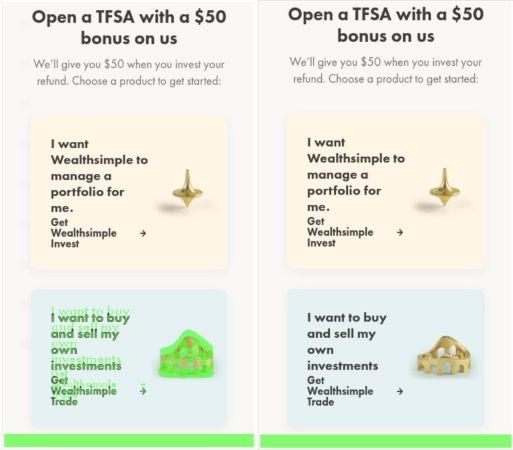 Open a TFSA with a $50
bonus on us
We'll give you $50 when you invest your
refund. Choose a product to get started:
I want
Wealthsimple to
manage a
portfolio for
me.
Get
Wealthsimple →
Invest
I want to buy
and sell my
own
investments
Get
Wealthsimple →
Trade
Open a TFSA with a $50
bonus on us
We'll give you $50 when you invest your
refund. Choose a product to get started:
I want
Wealthsimple to
manage a
portfolio for
me.
Get
Wealthsimple →
Invest
I want to buy
and sell my
own
investments
Get
Wealthsimple →
Trade